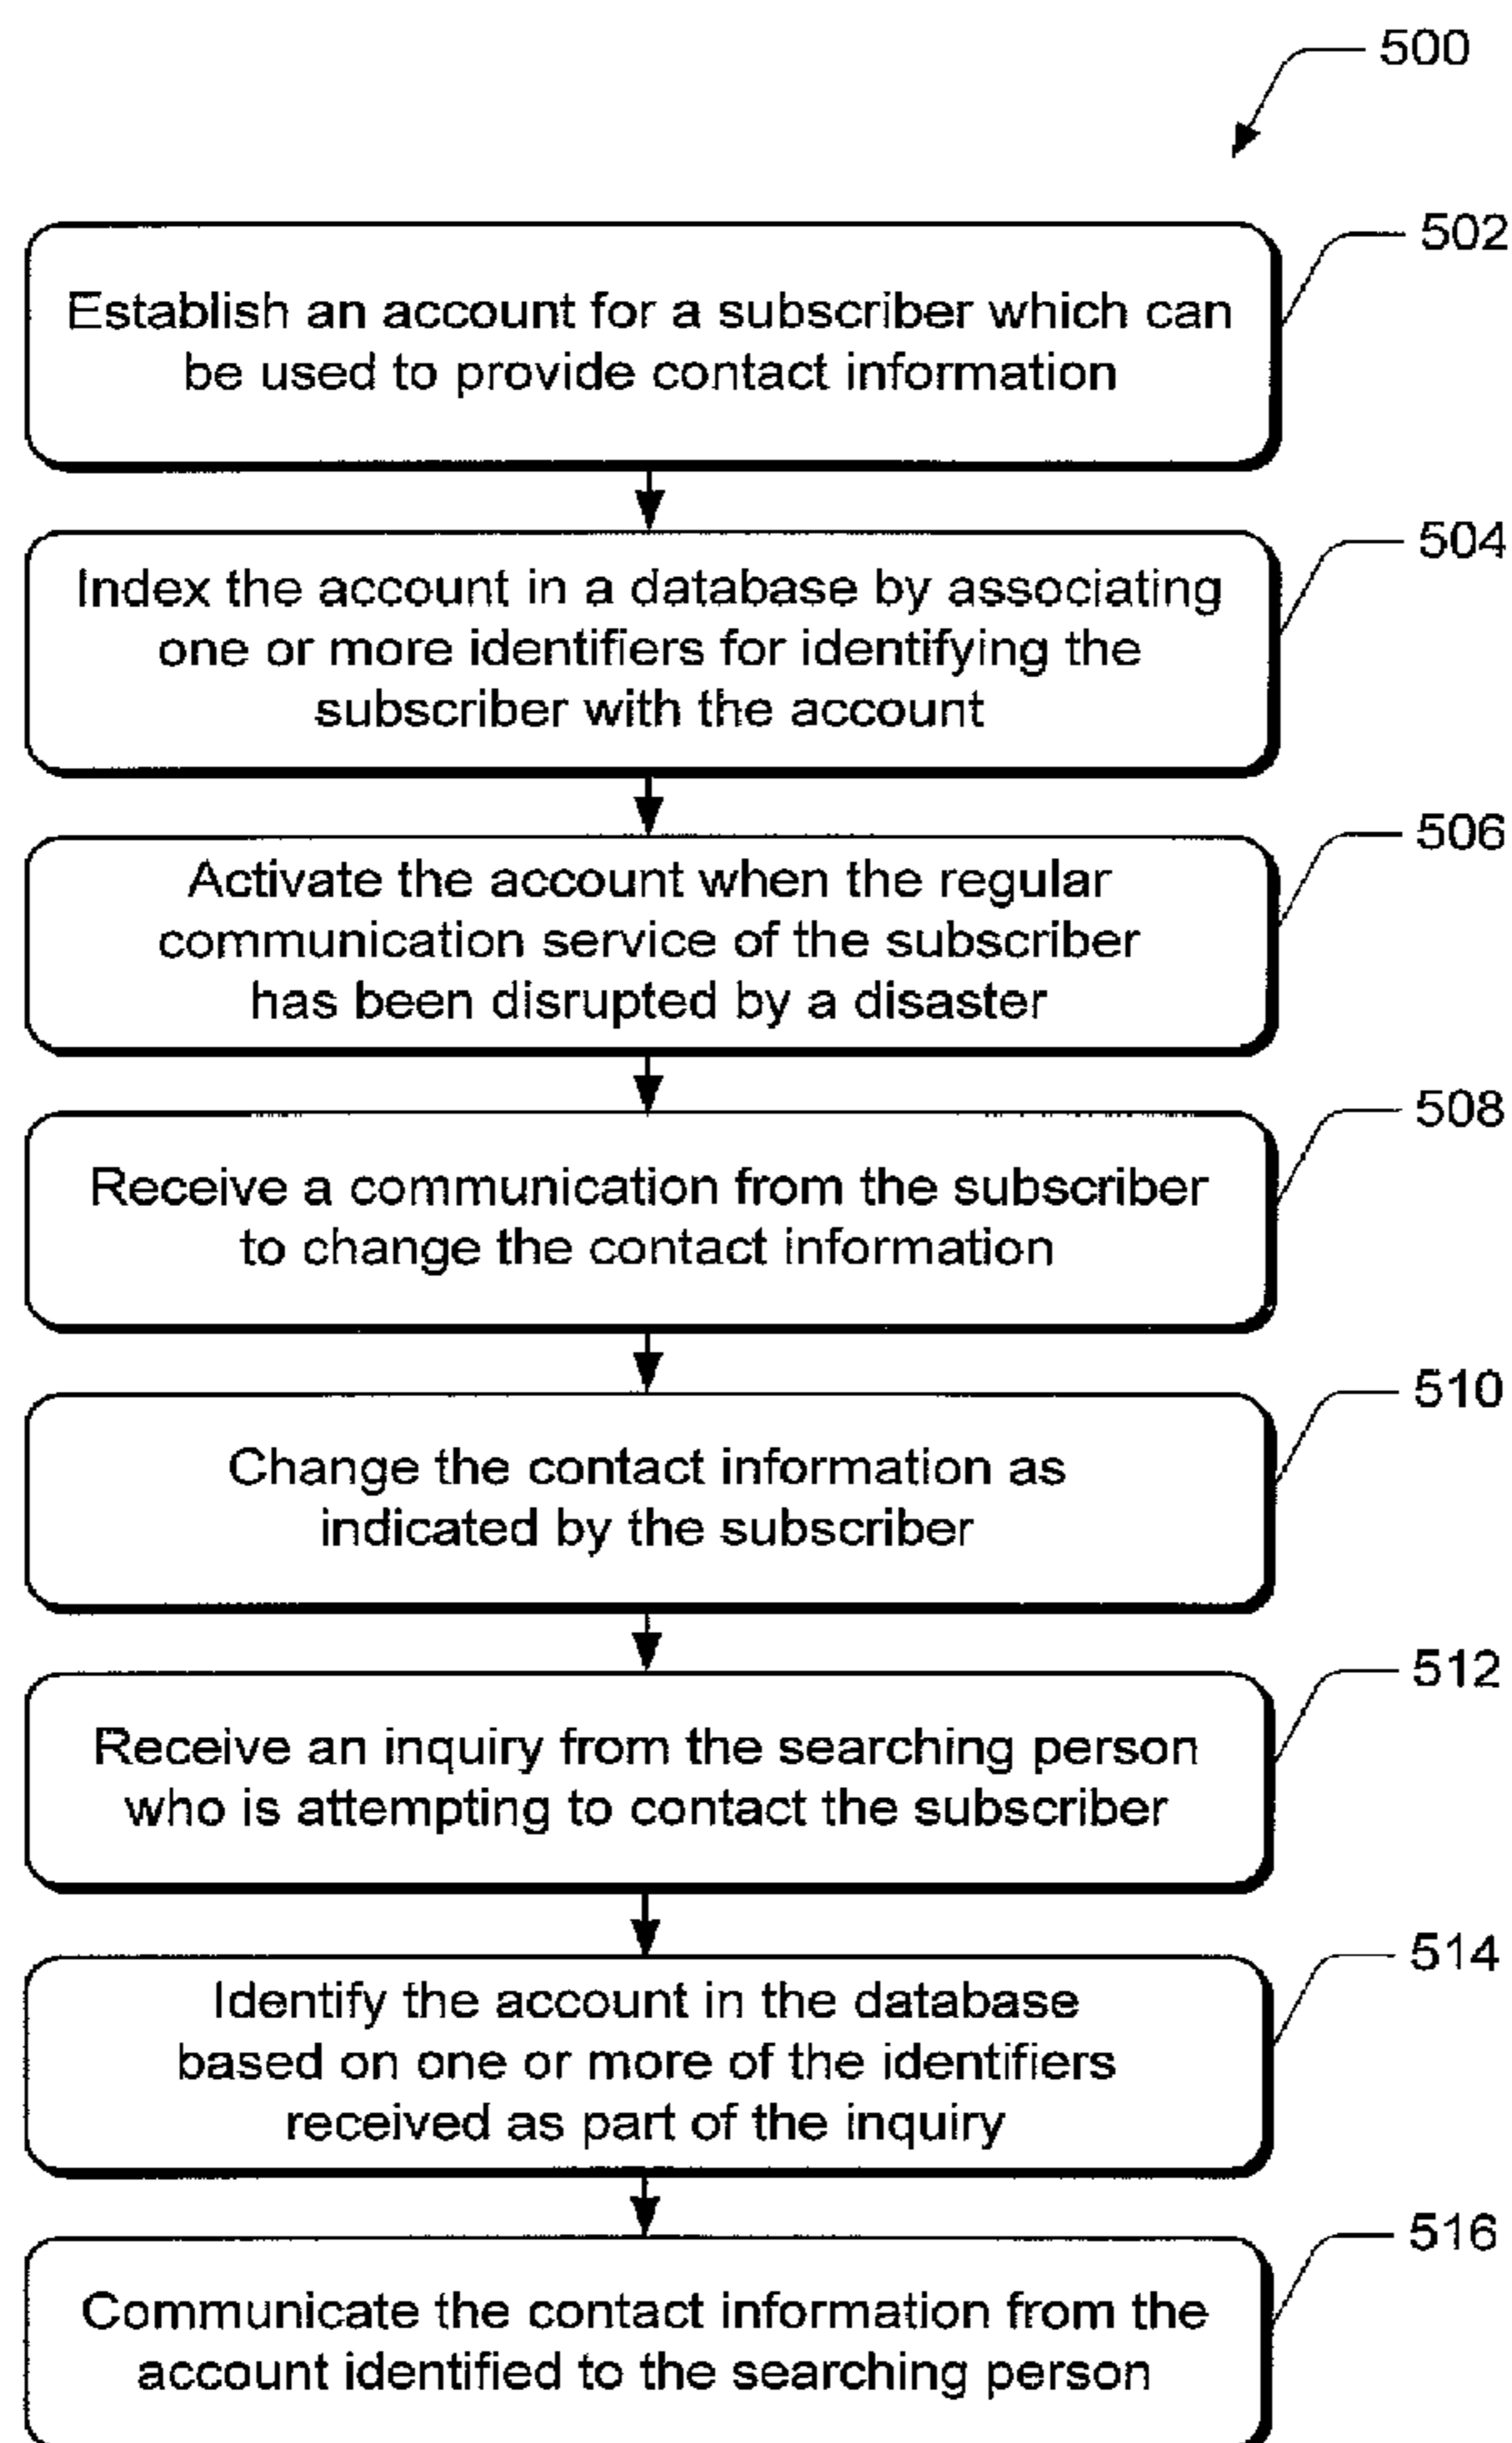 500
502
Establish an account for a subscriber which can
be used to provide contact information
504
Index the account in a database by associating
one or more identifiers for identifying the
subscriber with the account
506
Activate the account when the regular
communication service of the subscriber
has been disrupted by a disaster
508
Receive a communication from the subscriber
to change the contact information
510
Change the contact information as
indicated by the subscriber
512
Receive an inquiry from the searching person
who is attempting to contact the subscriber
514
Identify the account in the database
based on one or more of the identifiers
received as part of the inquiry
516
Communicate the contact information from the
account identified to the searching person